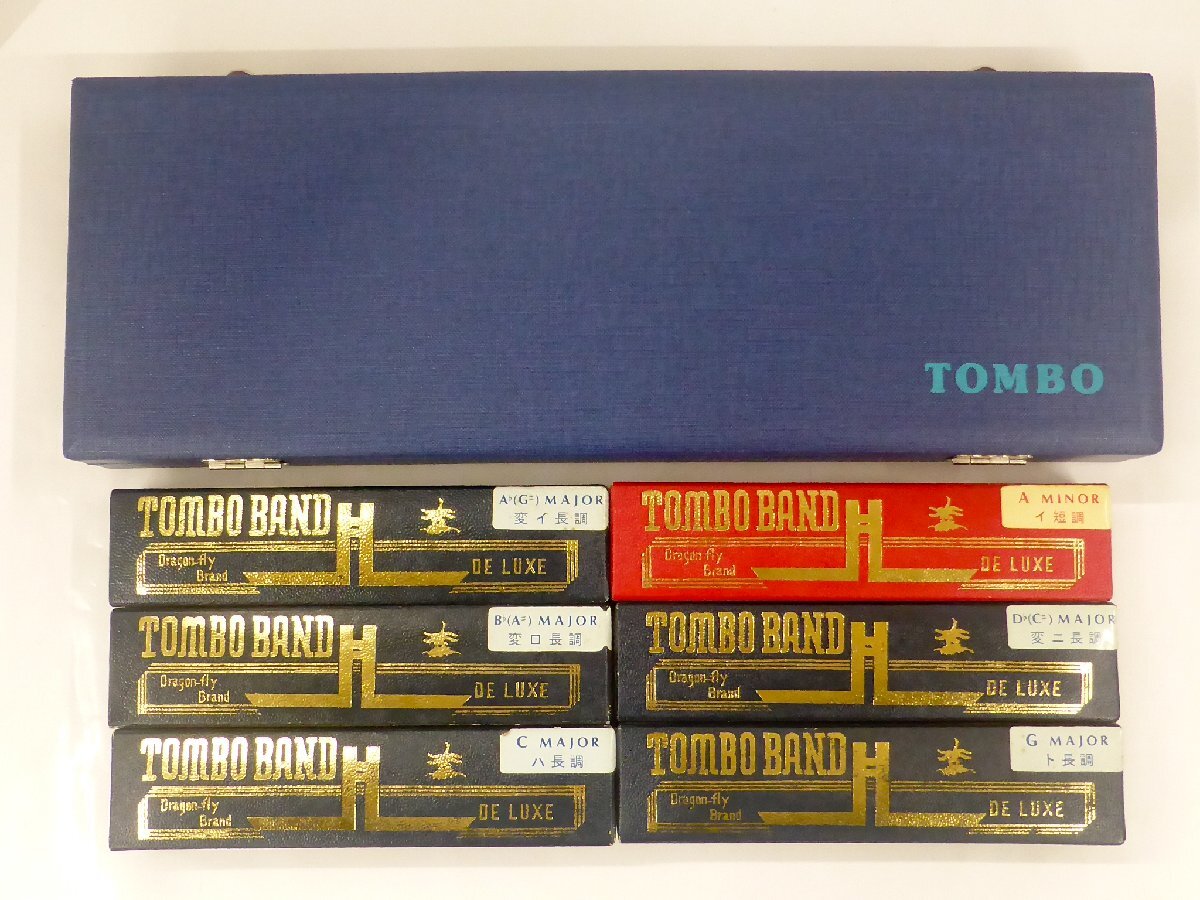 TOMBO
TOMBO BAND
A♭(G♯) MAJOR
変イ長調
Dragon-fly
Brand
DE LUXE
TOMBO BAND
A MINOR
イ短調
Dragon-fly
Brand
DE LUXE
TOMBO BAND
B♭(A♯) MAJOR
変ロ長調
Dragon-fly
Brand
DE LUXE
TOMBO BAND
D♭(C♯) MAJOR
変ニ長調
Dragon-fly
Brand
DE LUXE
TOMBO BAND
C MAJOR
ハ長調
Dragon-fly
Brand
DE LUXE
TOMBO BAND
G MAJOR
ト長調
Dragon-fly
Brand
DE LUXE